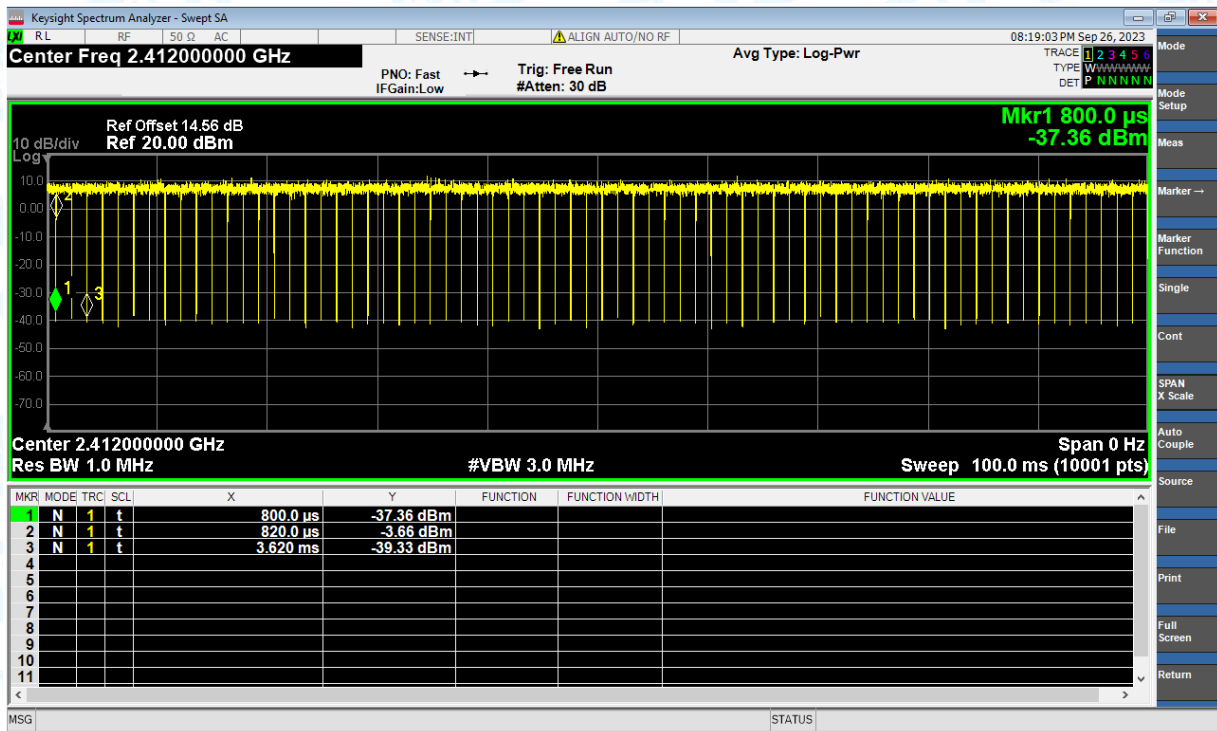 Keysight Spectrum Analyzer - Swept SA
LXI RL RF 50 Ω AC SENSE:INT ALIGN AUTO/NO RF 08:19:03 PM Sep 26, 2023
Center Freq 2.412000000 GHz
Avg Type: Log-Pwr
TRACE 1 2 3 4 5 6
TYPE WWWWWW
DET P N N N N N
PNO: Fast
IFGain:Low
Trig: Free Run
#Atten: 30 dB
Mkr1 800.0 µs
-37.36 dBm
Ref Offset 14.56 dB
Ref 20.00 dBm
10 dB/div
Log
10.0
0.00
-10.0
-20.0
-30.0
-40.0
-50.0
-60.0
-70.0
2
1
3
Center 2.412000000 GHz Span 0 Hz
Res BW 1.0 MHz #VBW 3.0 MHz Sweep 100.0 ms (10001 pts)
MKR MODE TRC SCL X Y FUNCTION FUNCTION WIDTH FUNCTION VALUE
1 N 1 t 800.0 µs -37.36 dBm
2 N 1 t 820.0 µs -3.66 dBm
3 N 1 t 3.620 ms -39.33 dBm
4
5
6
7
8
9
10
11
MSG STATUS
Mode
Mode
Setup
Meas
Marker →
Marker
Function
Single
Cont
SPAN
X Scale
Auto
Couple
Source
File
Print
Full
Screen
Return